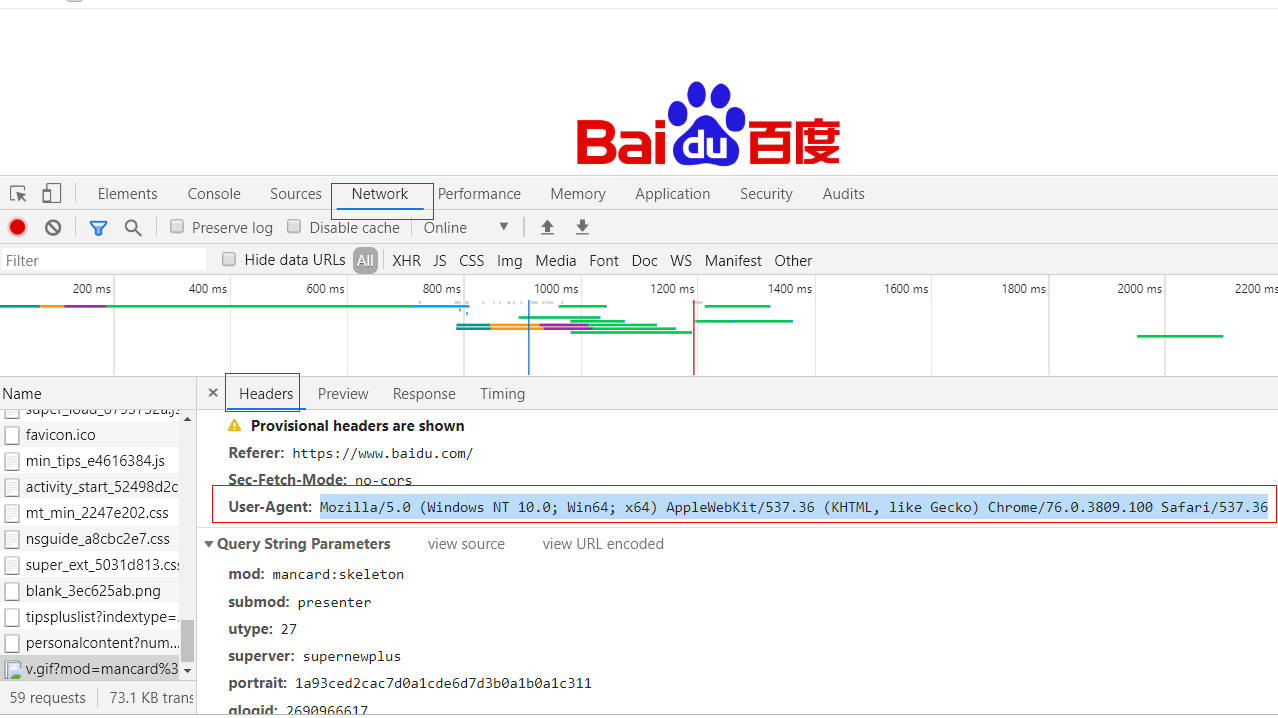 Bai du 百度
Elements Console Sources Network Performance Memory Application Security Audits
Preserve log Disable cache Online
Filter Hide data URLs All XHR JS CSS Img Media Font Doc WS Manifest Other
200 ms 400 ms 600 ms 800 ms 1000 ms 1200 ms 1400 ms 1600 ms 1800 ms 2000 ms 2200 ms
Name
favicon.ico
min_tips_e4616384.js
activity_start_52498d2c
mt_min_2247e202.css
nsguide_a8cbc2e7.css
super_ext_5031d813.css
blank_3ec625ab.png
tipspluslist?indextype=...
personalcontent?num...
v.gif?mod=mancard%3
59 requests 73.1 KB trans
Headers Preview Response Timing
Provisional headers are shown
Referer: https://www.baidu.com/
Sec-Fetch-Mode: no-cors
User-Agent: Mozilla/5.0 (Windows NT 10.0; Win64; x64) AppleWebKit/537.36 (KHTML, like Gecko) Chrome/76.0.3809.100 Safari/537.36
Query String Parameters view source view URL encoded
mod: mancard:skeleton
submod: presenter
utype: 27
superver: supernewplus
portrait: 1a93ced2cac7d0a1cde6d7d3b0a1b0a1c311
glogid: 2690966617